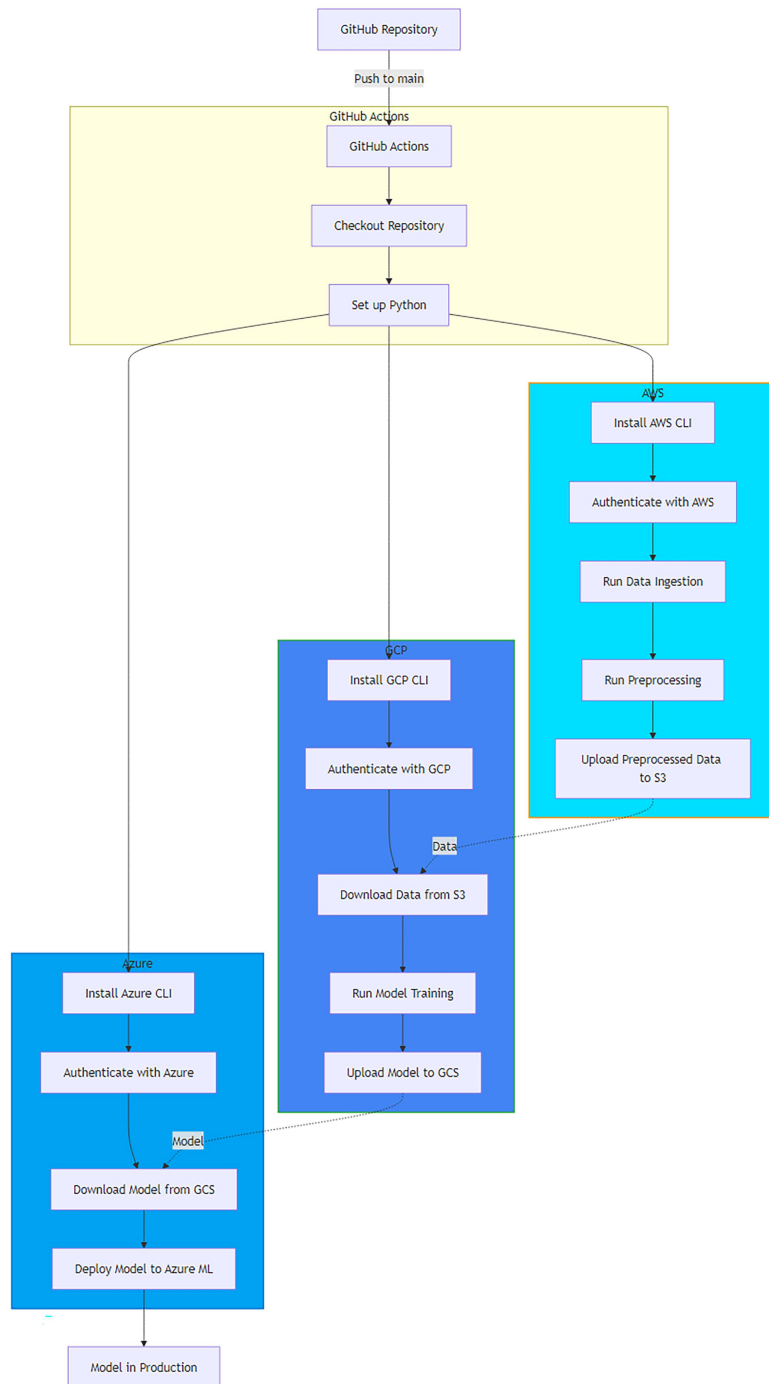 GitHub Repository
Push to main
GitHub Actions
GitHub Actions
Checkout Repository
Set up Python
AWS
Install AWS CLI
Authenticate with AWS
Run Data Ingestion
Run Preprocessing
Upload Preprocessed Data
to S3
GCP
Install GCP CLI
Authenticate with GCP
Data
Download Data from S3
Run Model Training
Upload Model to GCS
Azure
Install Azure CLI
Authenticate with Azure
Model
Download Model from GCS
Deploy Model to Azure ML
Model in Production